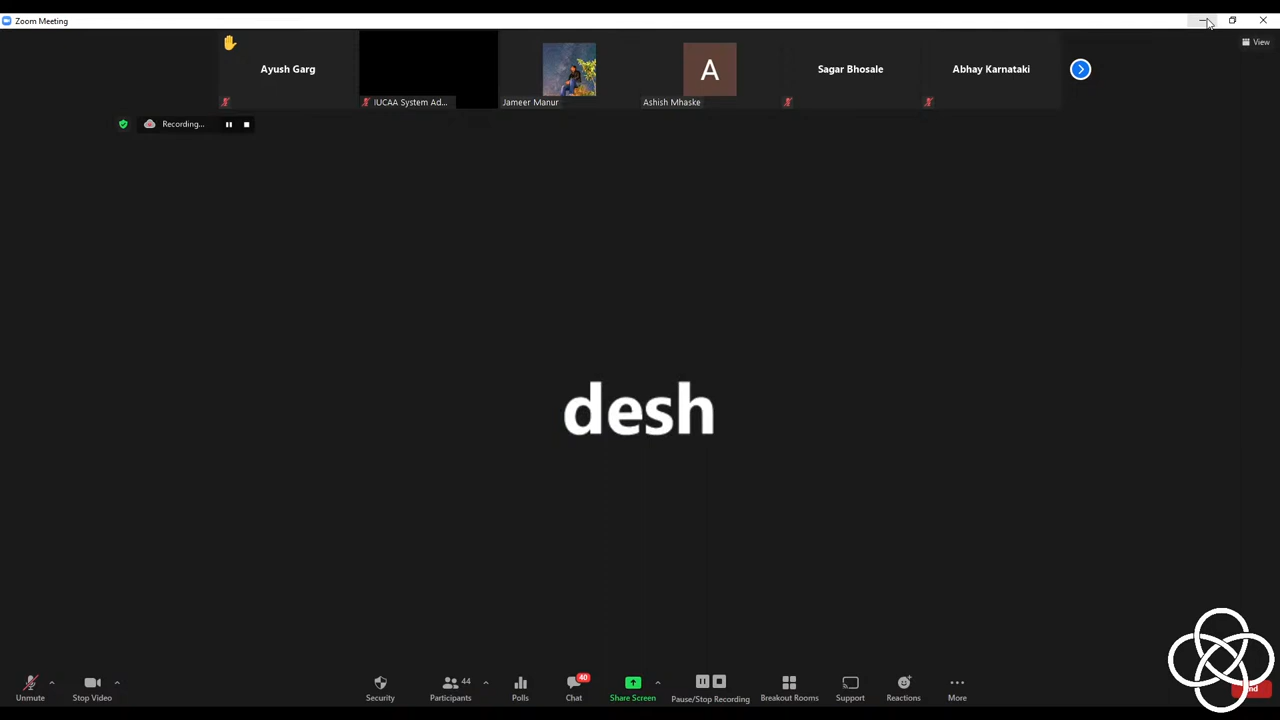 Zoom Meeting
View
Ayush Garg
IUCAA System Ad...
Jameer Manur
A
Ashish Mhaske
Sagar Bhosale
Abhay Karnataki
Recording...
desh
Unmute
Stop Video
Security
Participants 44
Polls
Chat 40
Share Screen
Pause/Stop Recording
Breakout Rooms
Support
Reactions
More